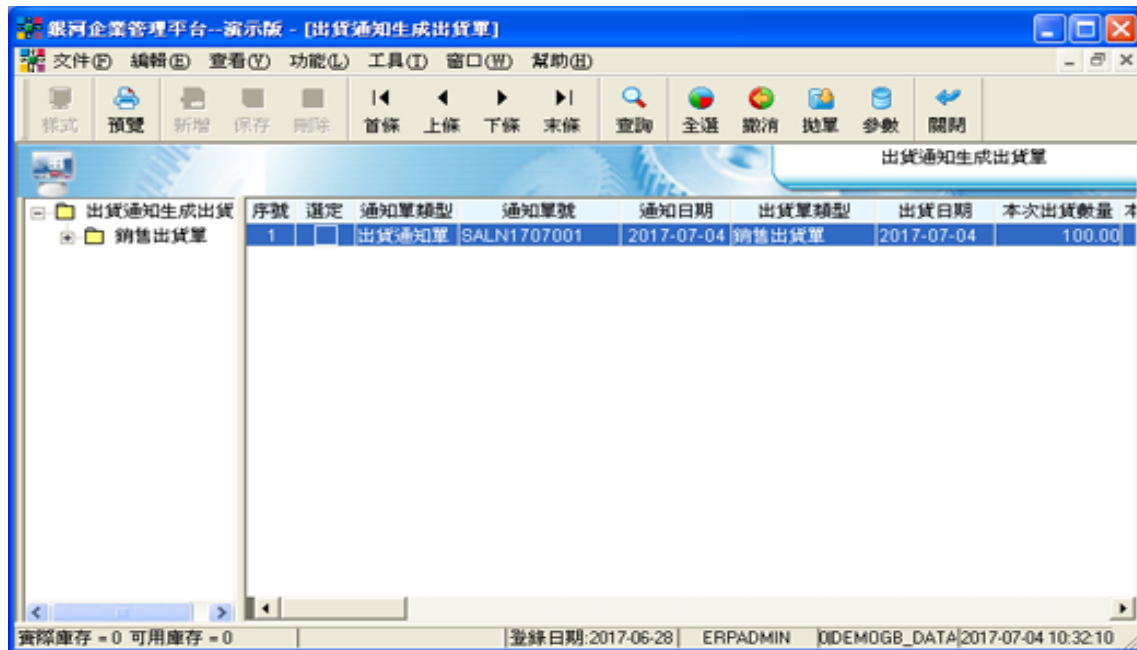 銀河企業管理平台--演示版 - [出貨通知生成出貨單]
文件(F) 編輯(E) 查看(V) 功能(L) 工具(T) 窗口(W) 幫助(H)
樣式 預覽 新增 保存 刪除 首條 上條 下條 末條 查詢 全選 撤消 拋單 參數 關閉
出貨通知生成出貨單
出貨通知生成出貨
銷售出貨單
序號 選定 通知單類型 通知單號 通知日期 出貨單類型 出貨日期 本次出貨數量 本
1 出貨通知單 SALN1707001 2017-07-04 銷售出貨單 2017-07-04 100.00
實際庫存 = 0 可用庫存 = 0 登錄日期:2017-06-28 ERPADMIN 0|DEMOGB_DATA 2017-07-04 10:32:10